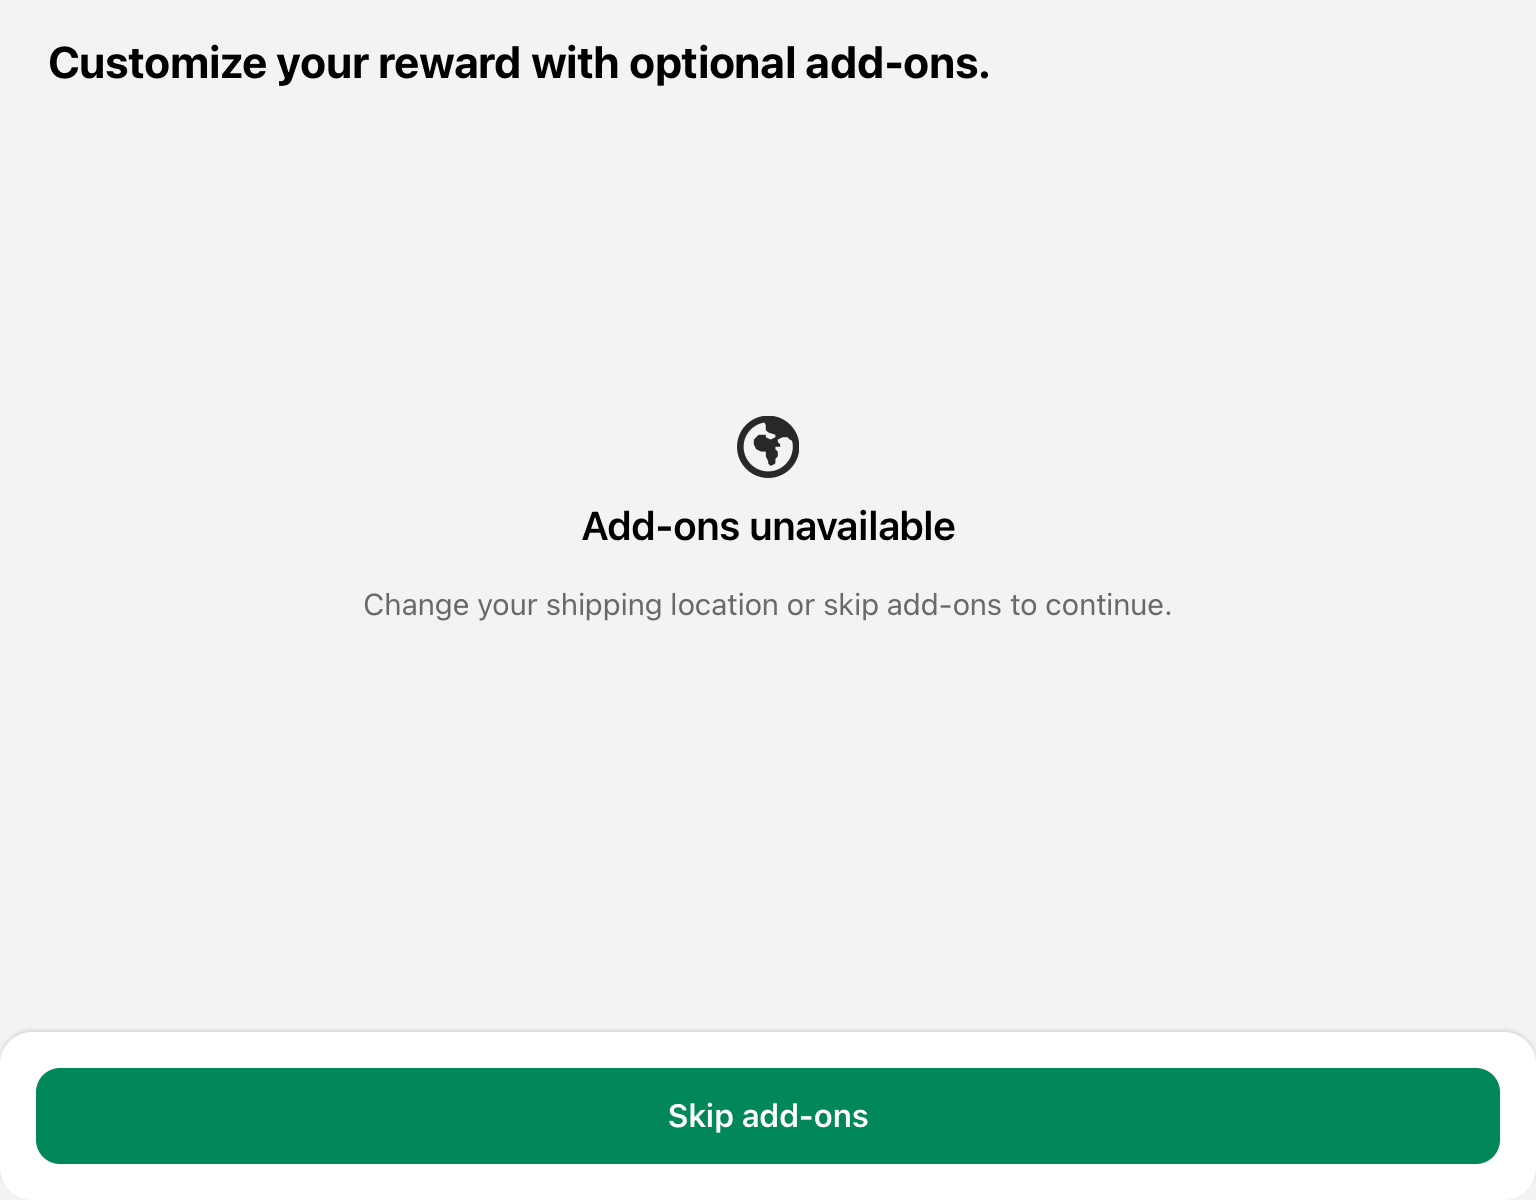 Customize your reward with optional add-ons.
Add-ons unavailable
Change your shipping location or skip add-ons to continue.
Skip add-ons